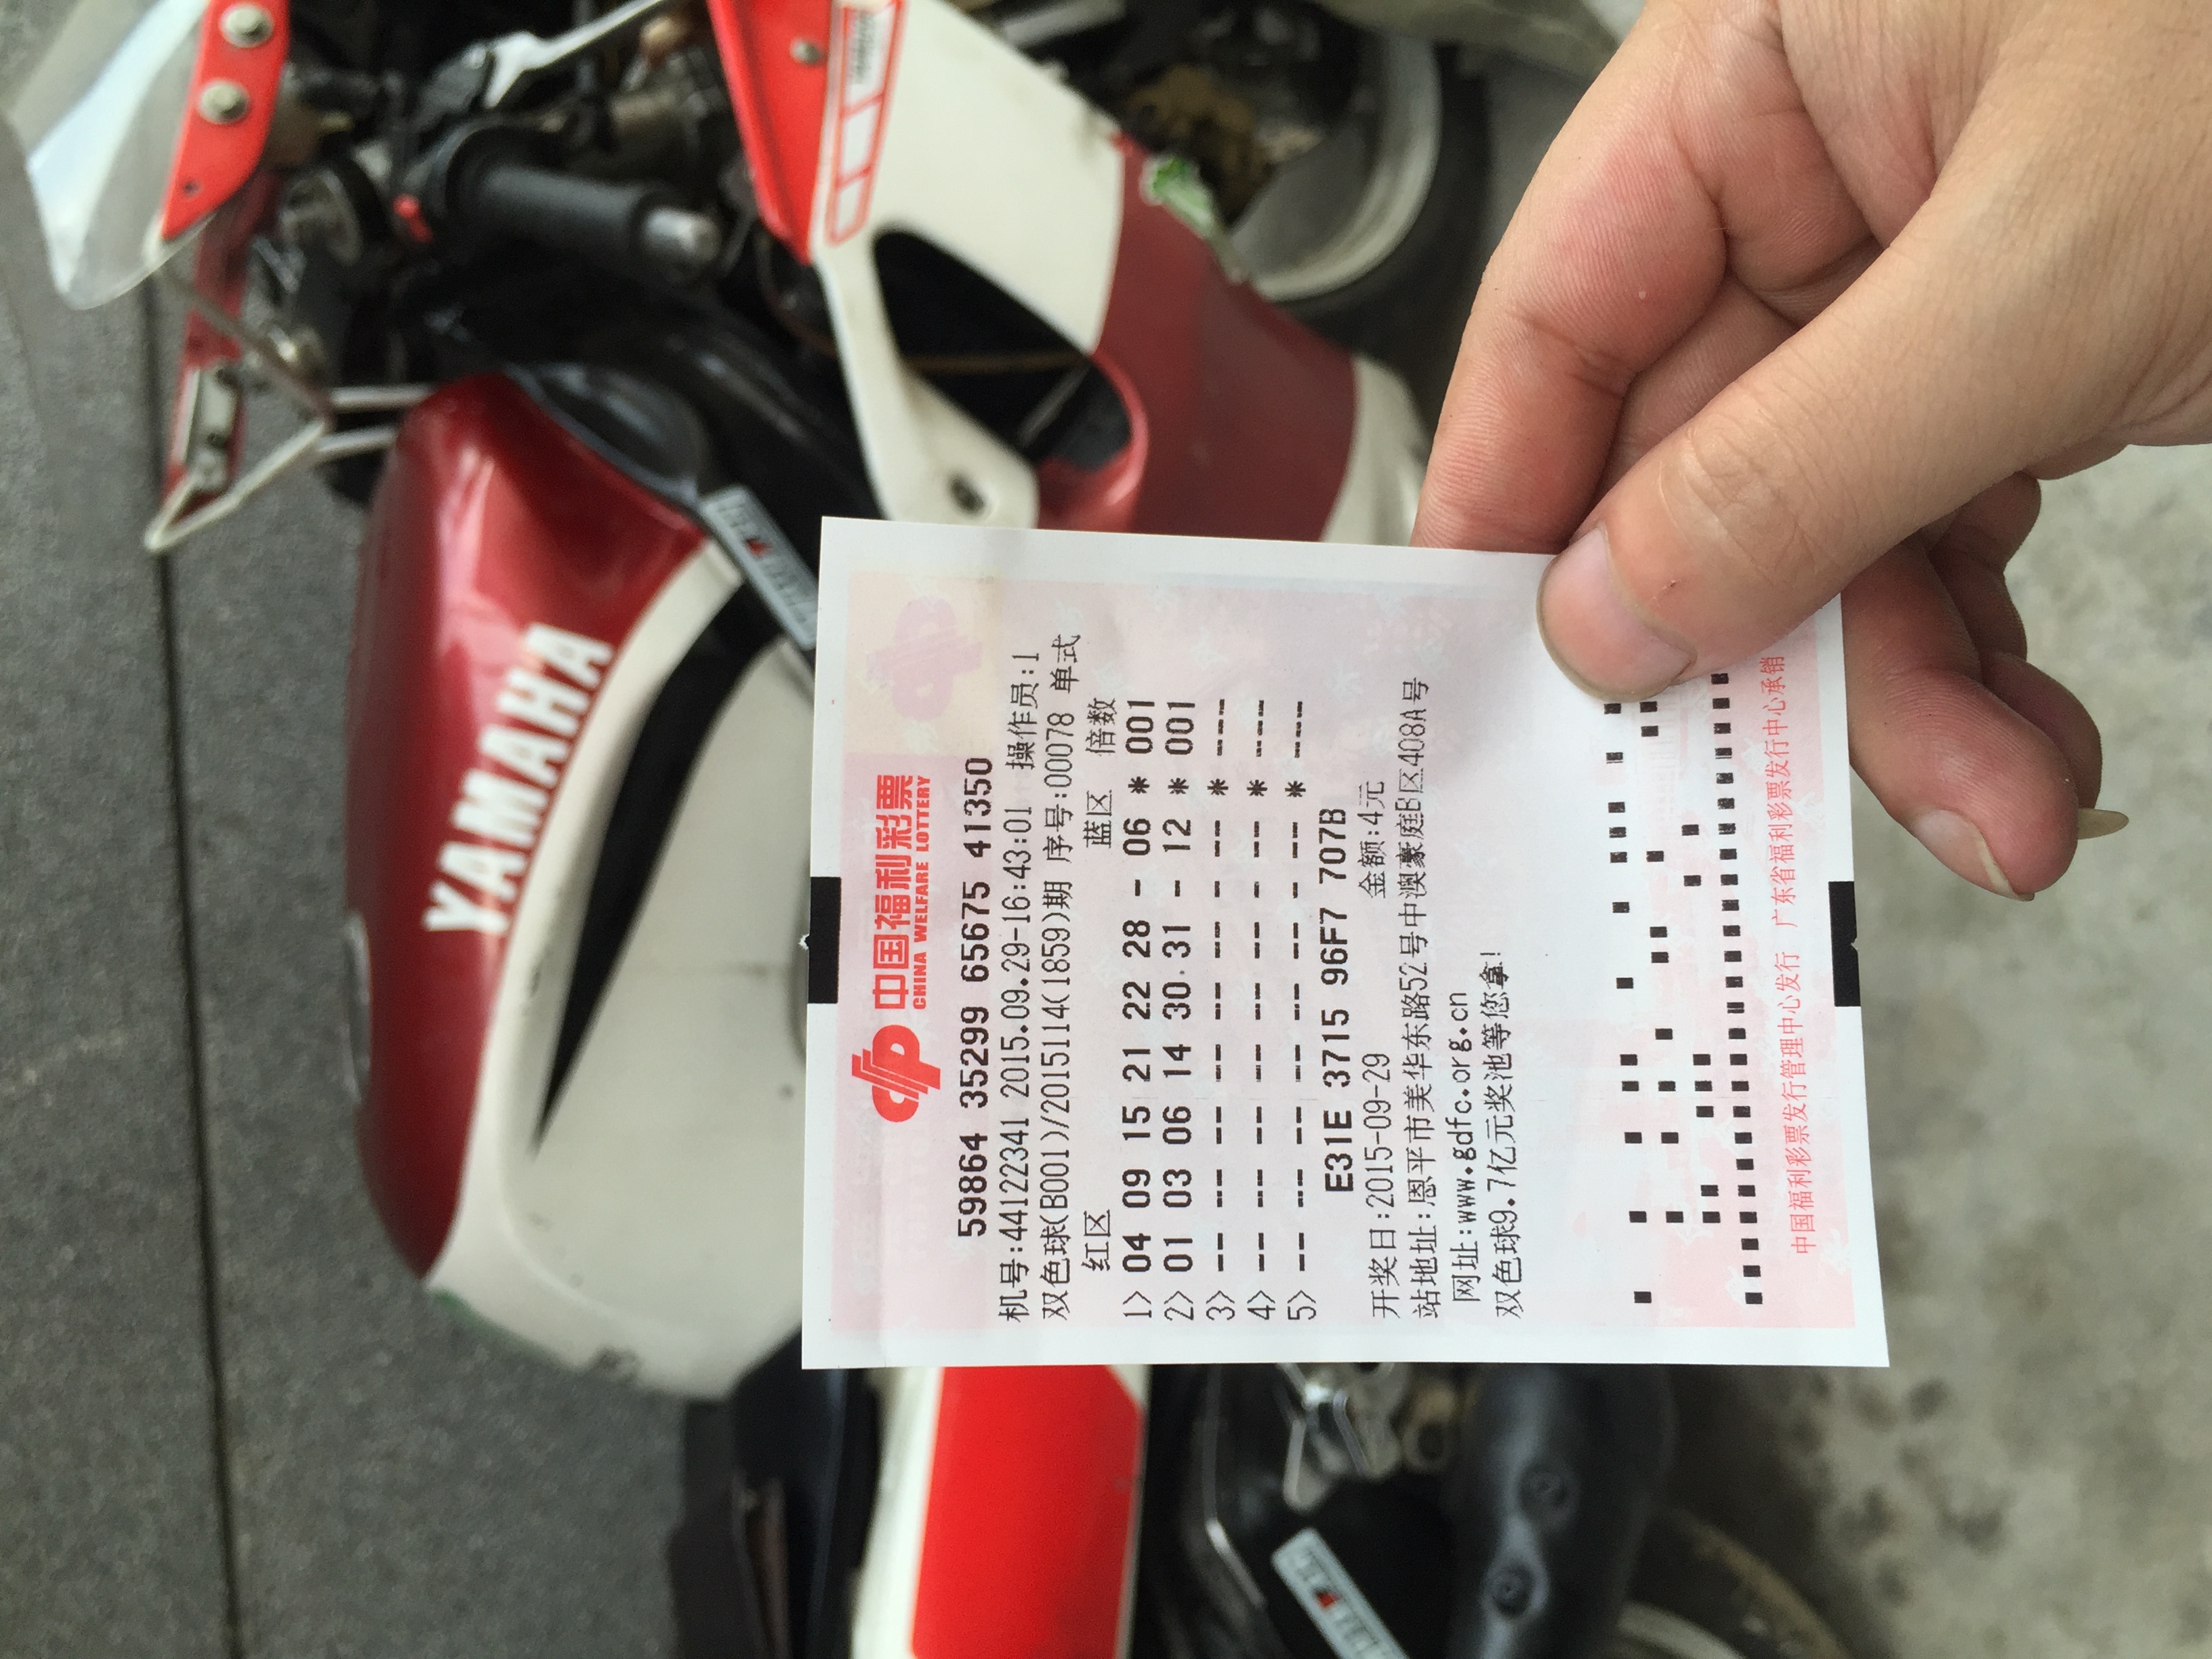 中国福利彩票
CHINA WELFARE LOTTERY
59864 35299 65675 41350
机号:44122341 2015.09.29-16:43:01 操作员:1
双色球(B001)/2015114(1859)期 序号:00078 单式
红区 蓝区 倍数
1> 04 09 15 21 22 28 - 06 * 001
2> 01 03 06 14 30 31 - 12 * 001
3> -- -- -- -- -- -- - -- * ---
4> -- -- -- -- -- -- - -- * ---
5> -- -- -- -- -- -- - -- * ---
E31E 3715 96F7 707B
开奖日:2015-09-29 金额:4元
站地址:恩平市美华东路52号中澳豪庭B区408A号
网址:www.gdfc.org.cn
双色球9.7亿元奖池等您拿!
中国福利彩票发行管理中心发行 广东省福利彩票发行中心承销
YAMAHA